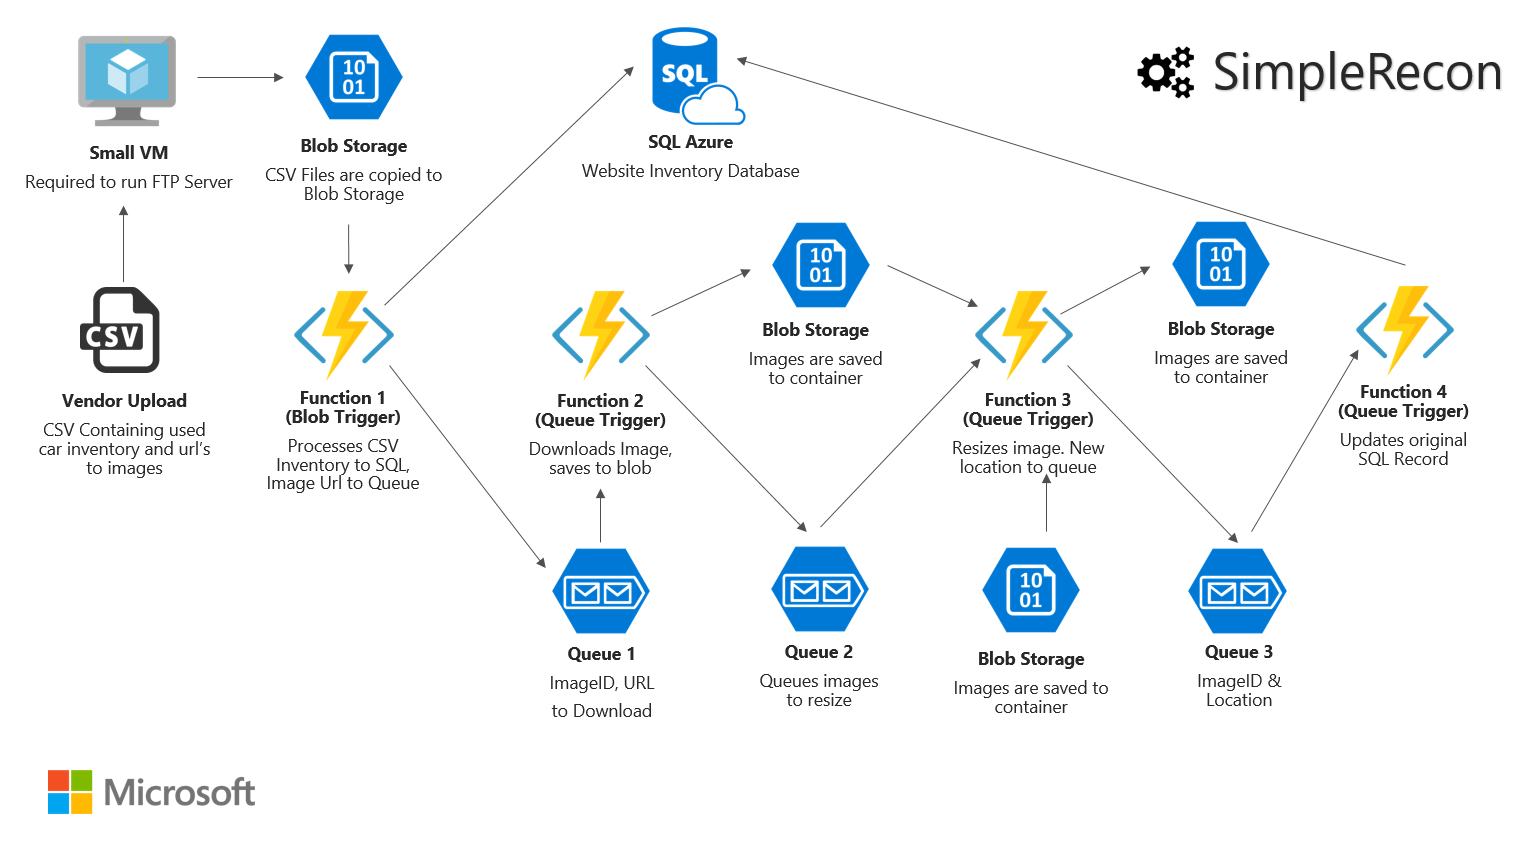 SimpleRecon
Small VM
Required to run FTP Server
10
01
Blob Storage
CSV Files are copied to
Blob Storage
SQL
SQL Azure
Website Inventory Database
CSV
Vendor Upload
CSV Containing used
car inventory and url's
to images
Function 1
(Blob Trigger)
Processes CSV
Inventory to SQL,
Image Url to Queue
Function 2
(Queue Trigger)
Downloads Image,
saves to blob
10
01
Blob Storage
Images are saved
to container
Function 3
(Queue Trigger)
Resizes image. New
location to queue
10
01
Blob Storage
Images are saved
to container
Function 4
(Queue Trigger)
Updates original
SQL Record
Queue 1
ImageID, URL
to Download
Queue 2
Queues images
to resize
10
01
Blob Storage
Images are saved to
container
Queue 3
ImageID &
Location
Microsoft